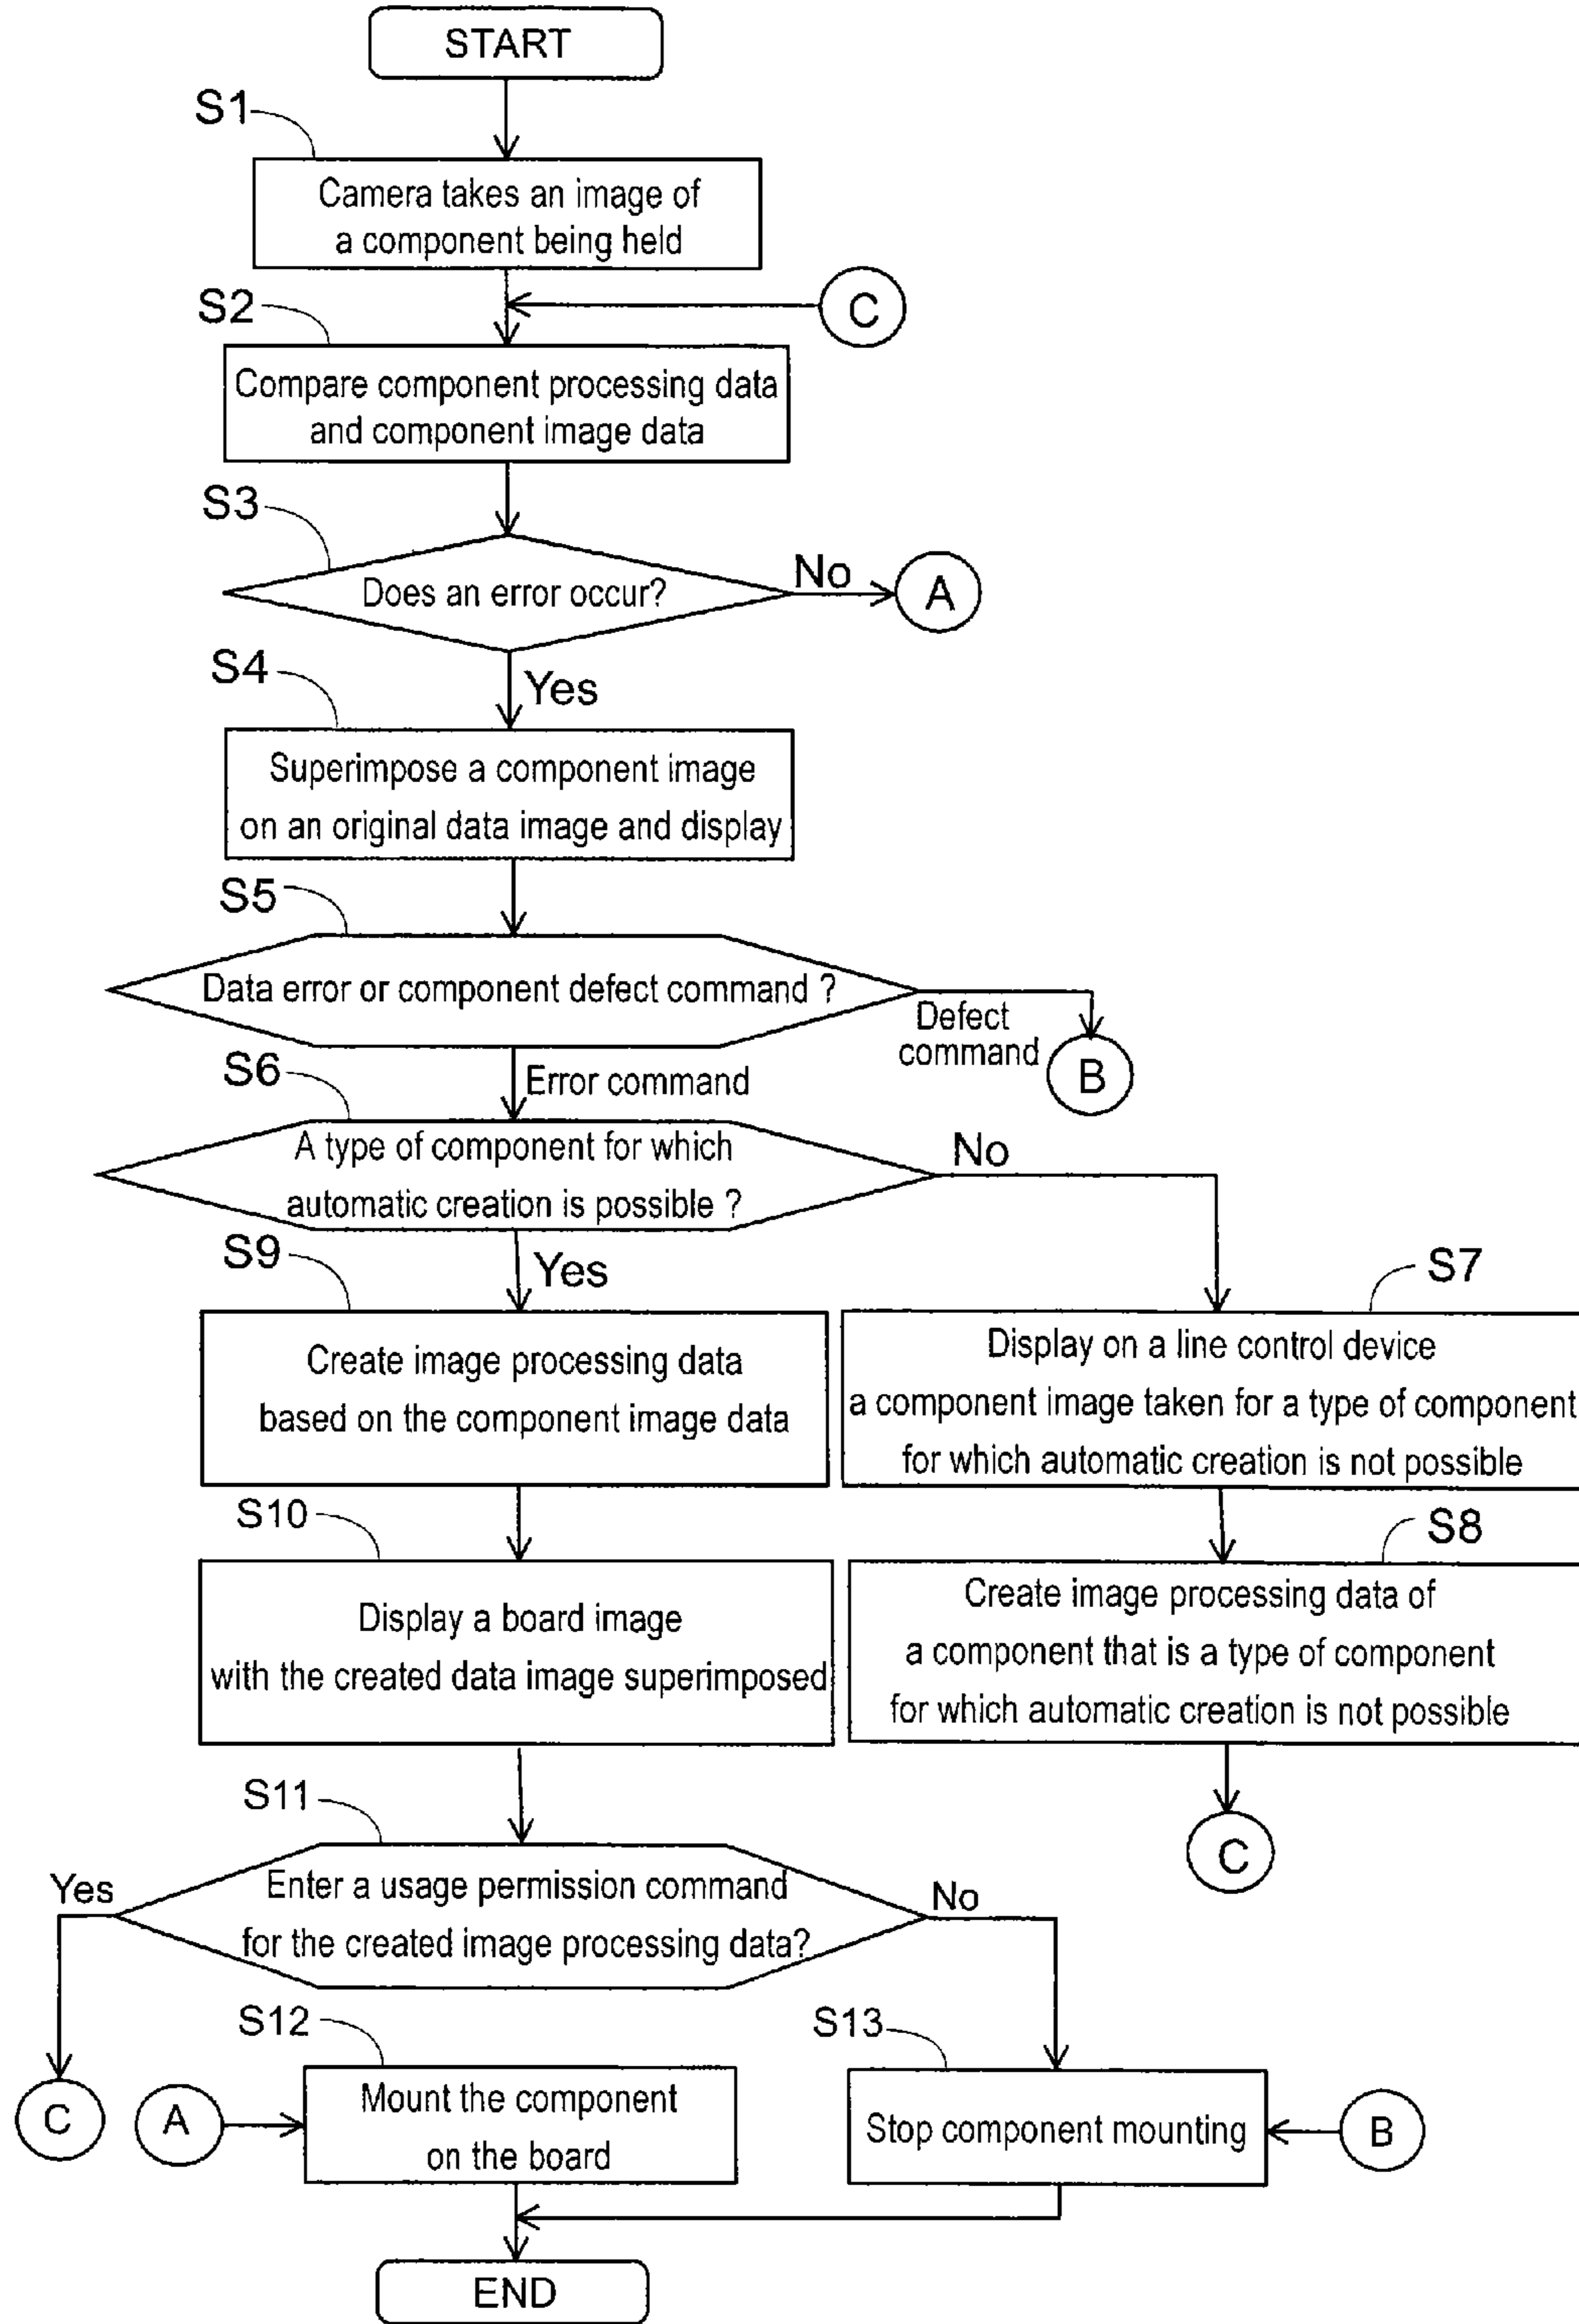 START
S1
Camera takes an image of
a component being held
C
S2
Compare component processing data
and component image data
S3
Does an error occur?
No
A
S4
Yes
Superimpose a component image
on an original data image and display
S5
Data error or component defect command ?
Defect
command
B
S6
Error command
A type of component for which
automatic creation is possible ?
No
S9
Yes
S7
Create image processing data
based on the component image data
Display on a line control device
a component image taken for a type of component
for which automatic creation is not possible
S10
S8
Display a board image
with the created data image superimposed
Create image processing data of
a component that is a type of component
for which automatic creation is not possible
C
S11
Yes
Enter a usage permission command
for the created image processing data?
No
S12
S13
C
A
Mount the component
on the board
Stop component mounting
B
END